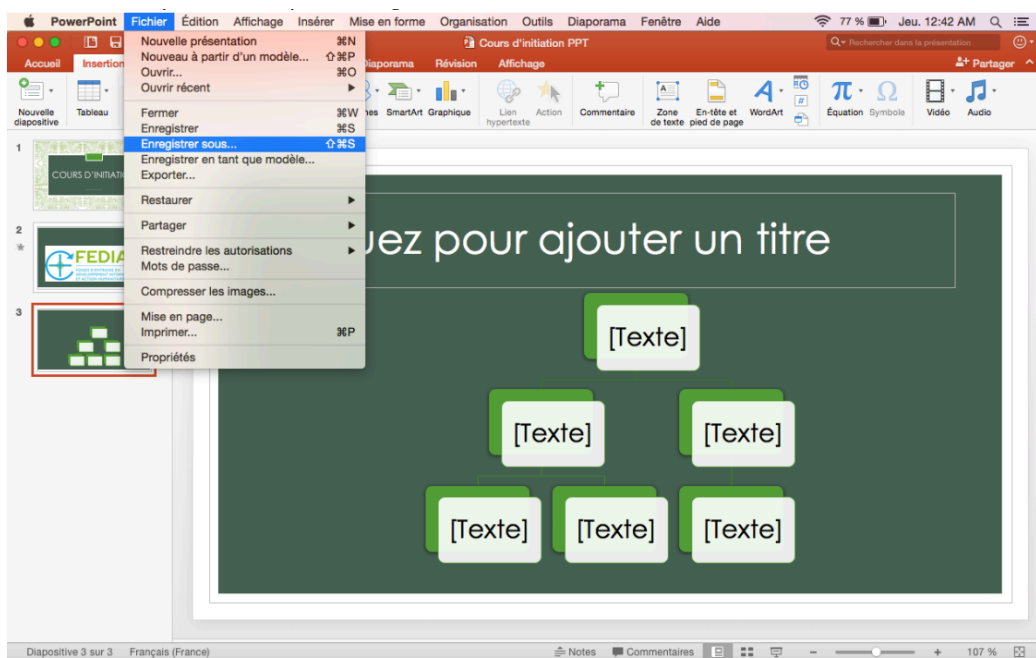 PowerPoint Fichier Édition Affichage Insérer Mise en forme Organisation Outils Diaporama Fenêtre Aide 77 % Jeu. 12:42 AM
Cours d'initiation PPT
Rechercher dans la présentation
Accueil Insertion Diaporama Révision Affichage Partager
Nouvelle diapositive
Tableau
SmartArt
Graphique
Lien hypertexte
Action
Commentaire
Zone de texte
En-tête et pied de page
WordArt
Équation
Symbole
Vidéo
Audio
Nouvelle présentation ⌘N
Nouveau à partir d'un modèle... ⇧⌘P
Ouvrir... ⌘O
Ouvrir récent
Fermer ⌘W
Enregistrer ⌘S
Enregistrer sous... ⇧⌘S
Enregistrer en tant que modèle...
Exporter...
Restaurer
Partager
Restreindre les autorisations
Mots de passe...
Compresser les images...
Mise en page...
Imprimer... ⌘P
Propriétés
1
COURS D'INITIATI
2
FEDIA
3
uez pour ajouter un titre
[Texte]
[Texte] [Texte]
[Texte] [Texte] [Texte]
Diapositive 3 sur 3 Français (France) Notes Commentaires 107 %